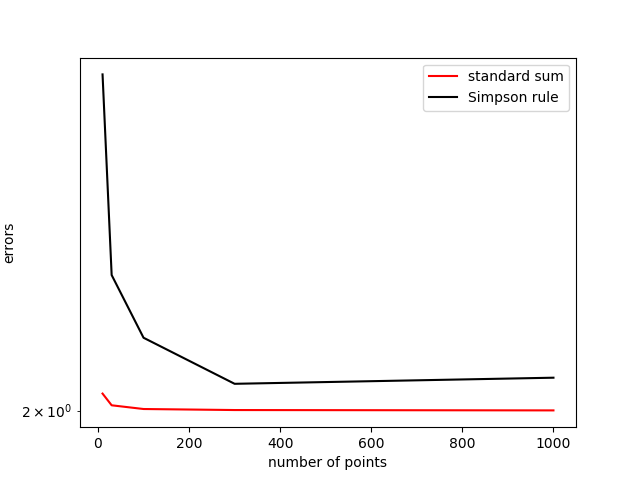 standard sum
Simpson rule
errors
2 × 10⁰
0 200 400 600 800 1000
number of points